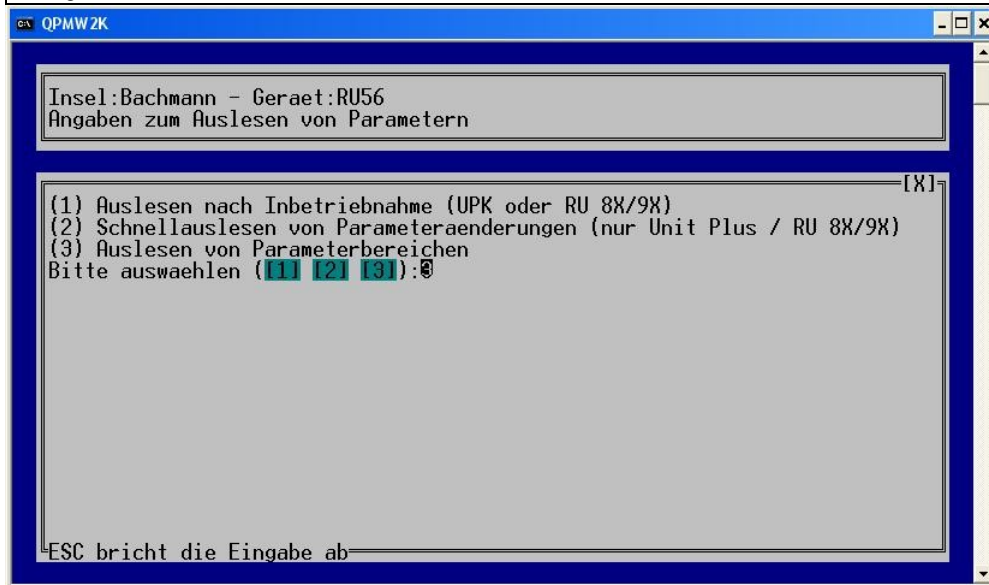 QPMW2K
Insel:Bachmann - Geraet:RU56
Angaben zum Auslesen von Parametern
[X]
(1) Auslesen nach Inbetriebnahme (UPK oder RU 8X/9X)
(2) Schnellauslesen von Parameteraenderungen (nur Unit Plus / RU 8X/9X)
(3) Auslesen von Parameterbereichen
Bitte auswaehlen ([1] [2] [3]):3
ESC bricht die Eingabe ab